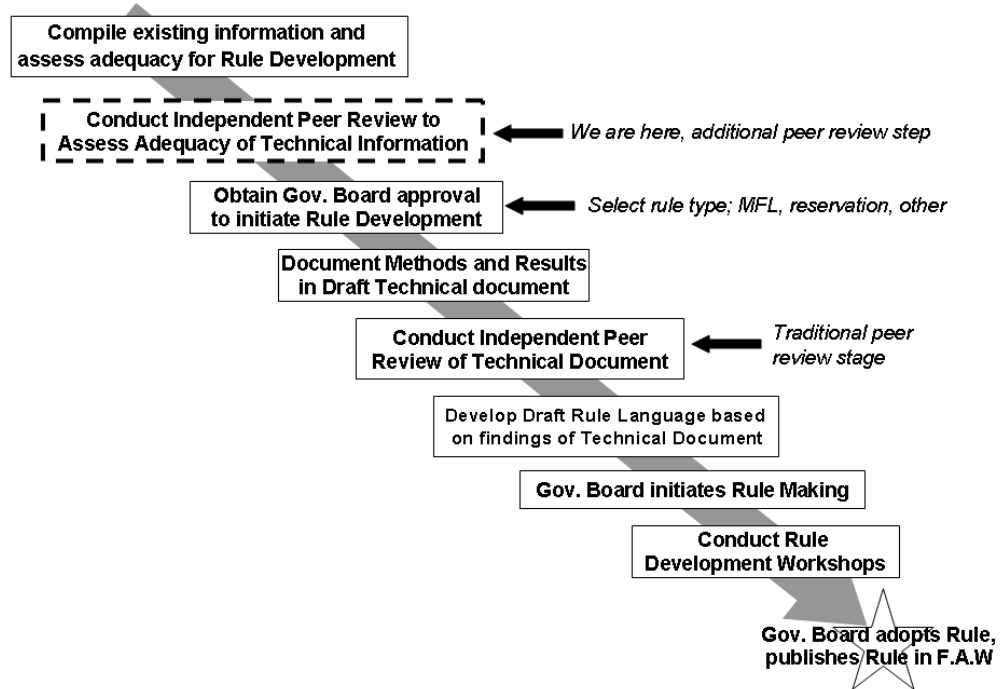 Compile existing information and
assess adequacy for Rule Development
Conduct Independent Peer Review to
Assess Adequacy of Technical Information
We are here, additional peer review step
Obtain Gov. Board approval
to initiate Rule Development
Select rule type; MFL, reservation, other
Document Methods and Results
in Draft Technical document
Conduct Independent Peer
Review of Technical Document
Traditional peer
review stage
Develop Draft Rule Language based
on findings of Technical Document
Gov. Board initiates Rule Making
Conduct Rule
Development Workshops
Gov. Board adopts Rule,
publishes Rule in F.A.W